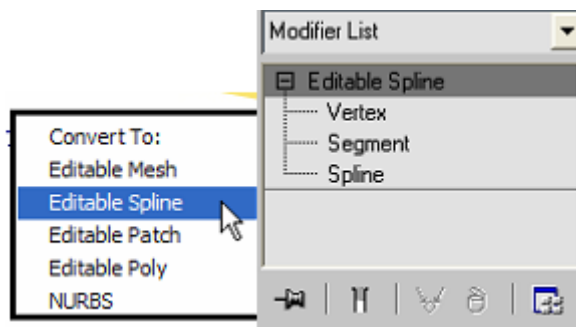 Modifier List
Editable Spline
Vertex
Segment
Spline
Convert To:
Editable Mesh
Editable Spline
Editable Patch
Editable Poly
NURBS